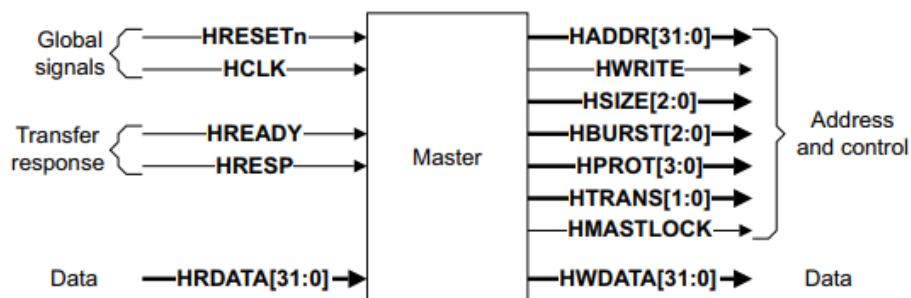 Global
signals
HRESETn
HCLK
Transfer
response
HREADY
HRESP
Data
HRDATA[31:0]
Master
HADDR[31:0]
HWRITE
HSIZE[2:0]
HBURST[2:0]
HPROT[3:0]
HTRANS[1:0]
HMASTLOCK
Address
and control
HWDATA[31:0]
Data